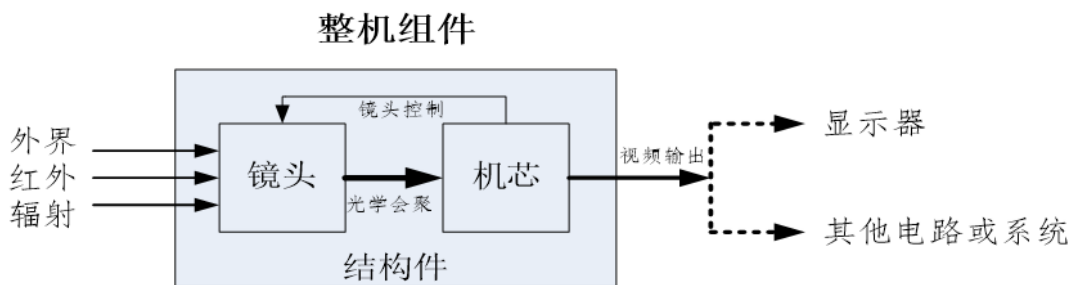 整机组件
镜头控制
外界
红外
辐射
镜头
光学会聚
机芯
视频输出
显示器
其他电路或系统
结构件